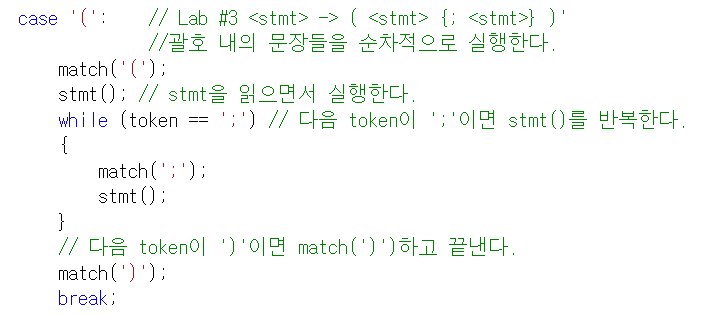 case '(':    // Lab #3 <stmt> -> ( <stmt> {; <stmt>} )'
             //괄호 내의 문장들을 순차적으로 실행한다.
    match('(');
    stmt(); // stmt을 읽으면서 실행한다.
    while (token == ';') // 다음 token이 ';'이면 stmt()를 반복한다.
    {
        match(';');
        stmt();
    }
    // 다음 token이 ')'이면 match(')')하고 끝낸다.
    match(')');
    break;